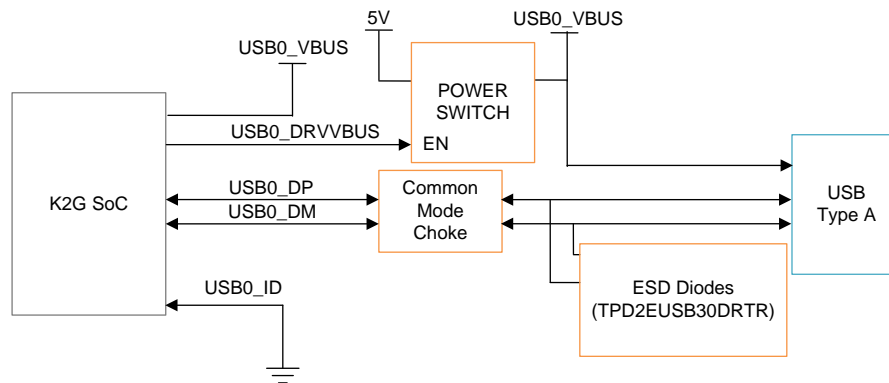 5V
USB0_VBUS
USB0_VBUS
POWER
SWITCH
USB0_DRVVBUS
EN
K2G SoC
USB0_DP
USB0_DM
Common
Mode
Choke
USB
Type A
USB0_ID
ESD Diodes
(TPD2EUSB30DRTR)